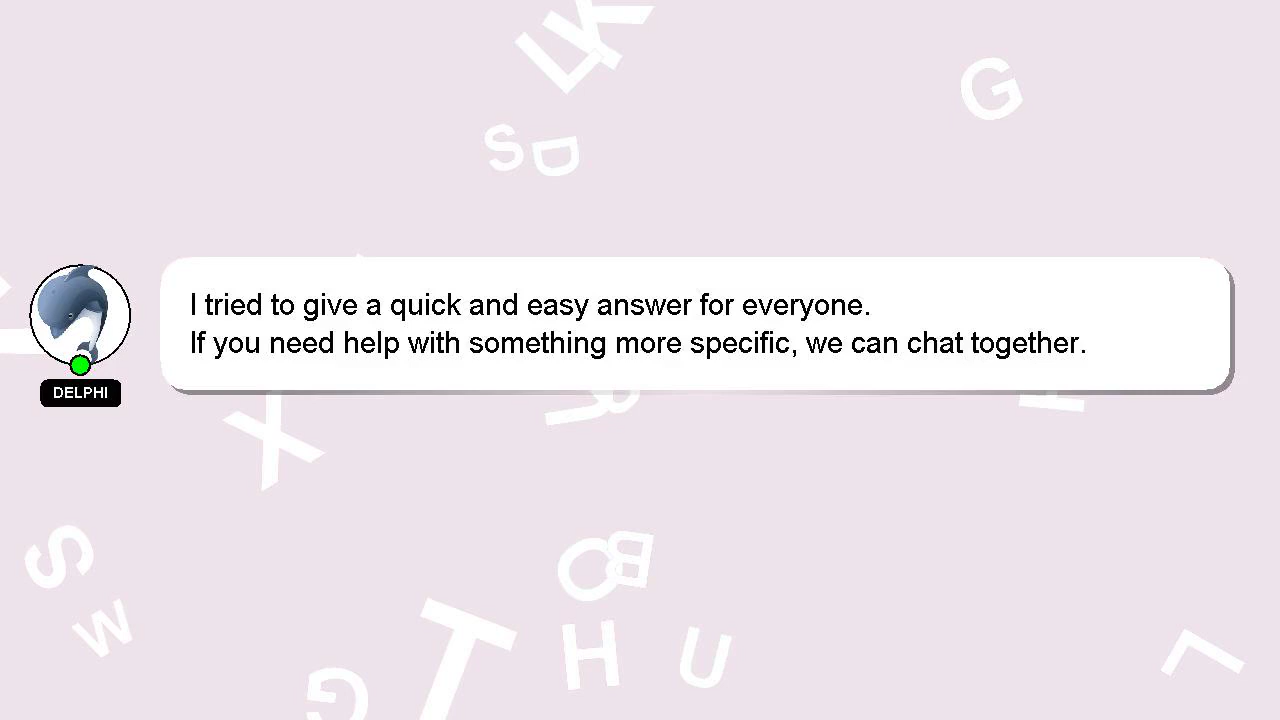 I tried to give a quick and easy answer for everyone.
If you need help with something more specific, we can chat together.
DELPHI
L K
G
S D
X
S
C B
W
T
H U
L
G